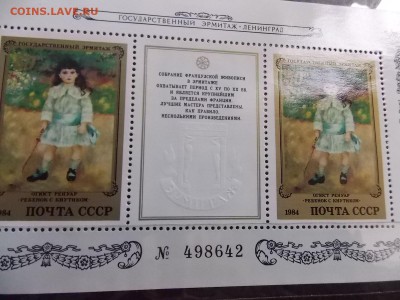 COINS.LAVE.RU
ГОСУДАРСТВЕННЫЙ ЭРМИТАЖ • ЛЕНИНГРАД
ГОСУДАРСТВЕННЫЙ ЭРМИТАЖ
СОБРАНИЕ ФРАНЦУЗСКОЙ ЖИВОПИСИ
В ЭРМИТАЖЕ
ОХВАТЫВАЕТ ПЕРИОД С XV ПО XX ВВ
И ЯВЛЯЕТСЯ КРУПНЕЙШИМ
ЗА ПРЕДЕЛАМИ ФРАНЦИИ.
ЛУЧШИЕ МАСТЕРА ПРЕДСТАВЛЕНЫ
КАК ПРАВИЛО,
НЕСКОЛЬКИМИ ПРОИЗВЕДЕНИЯМИ.
ОГЮСТ РЕНУАР
«РЕБЕНОК С КНУТИКОМ»
1984 ПОЧТА СССР
ГОСУДАРСТВЕННЫЙ ЭРМИТАЖ
ОГЮСТ РЕНУАР
«РЕБЕНОК С КНУТИКОМ»
1984 ПОЧТА СССР
№ 498642